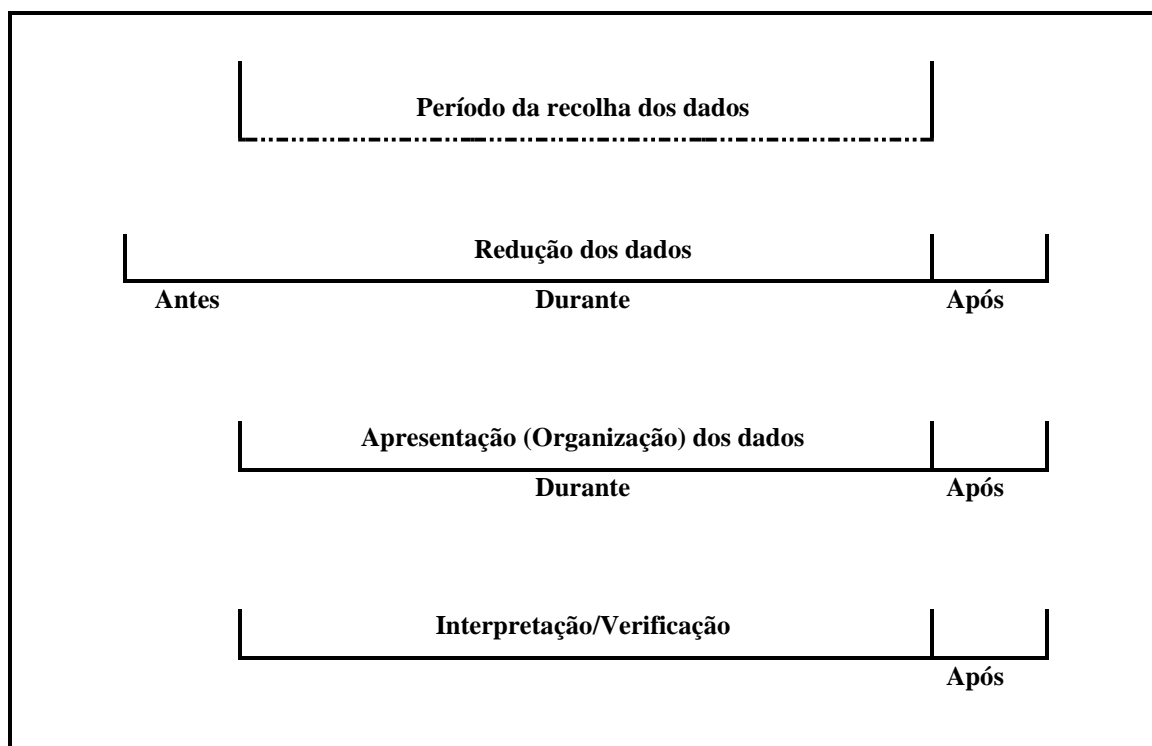 Período da recolha dos dados
Redução dos dados
Antes Durante Após
Apresentação (Organização) dos dados
Durante Após
Interpretação/Verificação
Após